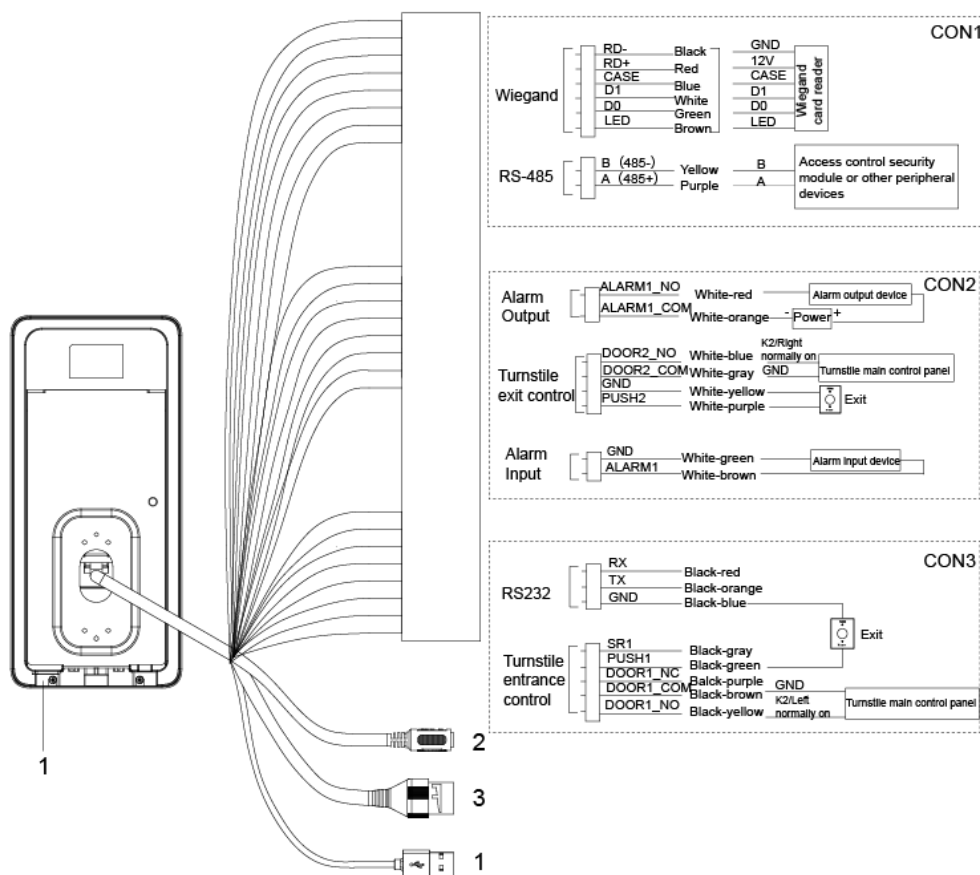 CON1
Wiegand
RD- Black GND
RD+ Red 12V
CASE Blue CASE
D1 White D1
D0 Green D0
LED Brown LED
Wiegand
card reader
RS-485
B (485-) Yellow B
A (485+) Purple A
Access control security
module or other peripheral
devices
CON2
Alarm
Output
ALARM1_NO White-red Alarm output device
ALARM1_COM White-orange - Power +
Turnstile
exit control
DOOR2_NO White-blue K2/Right
normally on
DOOR2_COM White-gray GND Turnstile main control panel
GND White-yellow
PUSH2 White-purple Exit
Alarm
Input
GND White-green Alarm input device
ALARM1 White-brown
CON3
RS232
RX Black-red
TX Black-orange
GND Black-blue
Exit
Turnstile
entrance
control
SR1 Black-gray
PUSH1 Black-green
DOOR1_NC Balck-purple
DOOR1_COM Black-brown GND
DOOR1_NO Black-yellow K2/Left
normally on
Turnstile main control panel
1
2
3
1